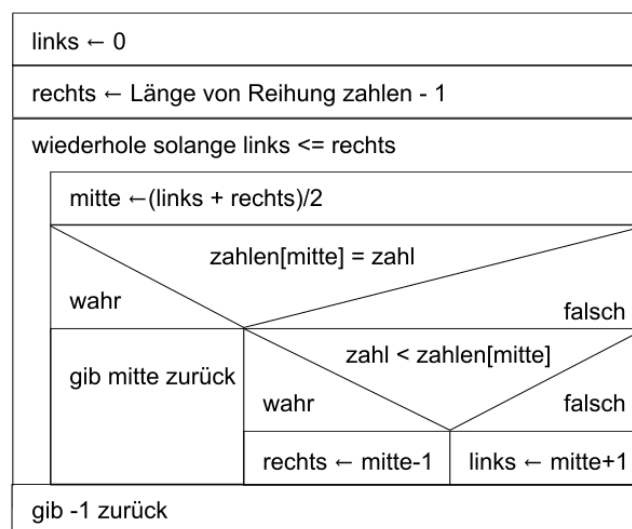 links ← 0
rechts ← Länge von Reihung zahlen - 1
wiederhole solange links <= rechts
mitte ←(links + rechts)/2
zahlen[mitte] = zahl
wahr
falsch
gib mitte zurück
zahl < zahlen[mitte]
wahr
falsch
rechts ← mitte-1
links ← mitte+1
gib -1 zurück